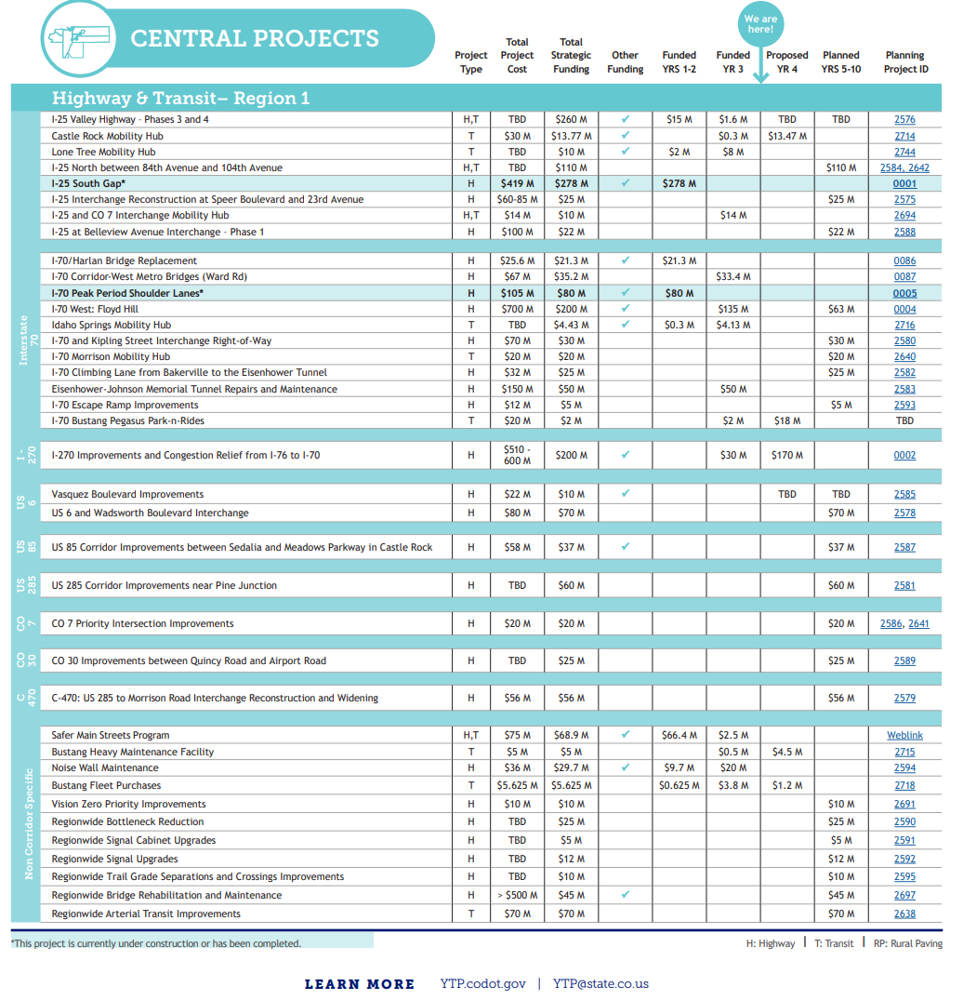 CENTRAL PROJECTS
We are
here!
Project Type | Total Project Cost | Total Strategic Funding | Other Funding | Funded YRS 1-2 | Funded YR 3 | Proposed YR 4 | Planned YRS 5-10 | Planning Project ID
Highway & Transit– Region 1
I-25 Valley Highway - Phases 3 and 4 | H,T | TBD | $260 M | ✔ | $15 M | $1.6 M | TBD | TBD | 2576
Castle Rock Mobility Hub | T | $30 M | $13.77 M | ✔ | | $0.3 M | $13.47 M | | 2714
Lone Tree Mobility Hub | T | TBD | $10 M | ✔ | $2 M | $8 M | | | 2744
I-25 North between 84th Avenue and 104th Avenue | H,T | TBD | $110 M | | | | | $110 M | 2584, 2642
I-25 South Gap* | H | $419 M | $278 M | ✔ | $278 M | | | | 0001
I-25 Interchange Reconstruction at Speer Boulevard and 23rd Avenue | H | $60-85 M | $25 M | | | | | $25 M | 2575
I-25 and CO 7 Interchange Mobility Hub | H,T | $14 M | $10 M | | | $14 M | | | 2694
I-25 at Belleview Avenue Interchange - Phase 1 | H | $100 M | $22 M | | | | | $22 M | 2588
Interstate 70
I-70/Harlan Bridge Replacement | H | $25.6 M | $21.3 M | ✔ | $21.3 M | | | | 0086
I-70 Corridor-West Metro Bridges (Ward Rd) | H | $67 M | $35.2 M | | | $33.4 M | | | 0087
I-70 Peak Period Shoulder Lanes* | H | $105 M | $80 M | ✔ | $80 M | | | | 0005
I-70 West: Floyd Hill | H | $700 M | $200 M | ✔ | | $135 M | | $63 M | 0004
Idaho Springs Mobility Hub | T | TBD | $4.43 M | ✔ | $0.3 M | $4.13 M | | | 2716
I-70 and Kipling Street Interchange Right-of-Way | H | $70 M | $30 M | | | | | $30 M | 2580
I-70 Morrison Mobility Hub | T | $20 M | $20 M | | | | | $20 M | 2640
I-70 Climbing Lane from Bakerville to the Eisenhower Tunnel | H | $32 M | $25 M | | | | | $25 M | 2582
Eisenhower-Johnson Memorial Tunnel Repairs and Maintenance | H | $150 M | $50 M | | | $50 M | | | 2583
I-70 Escape Ramp Improvements | H | $12 M | $5 M | | | | | $5 M | 2593
I-70 Bustang Pegasus Park-n-Rides | T | $20 M | $2 M | | | $2 M | $18 M | | TBD
I - 270
I-270 Improvements and Congestion Relief from I-76 to I-70 | H | $510 - 600 M | $200 M | ✔ | | $30 M | $170 M | | 0002
US 6
Vasquez Boulevard Improvements | H | $22 M | $10 M | ✔ | | | TBD | TBD | 2585
US 6 and Wadsworth Boulevard Interchange | H | $80 M | $70 M | | | | | $70 M | 2578
US 85
US 85 Corridor Improvements between Sedalia and Meadows Parkway in Castle Rock | H | $58 M | $37 M | ✔ | | | | $37 M | 2587
US 285
US 285 Corridor Improvements near Pine Junction | H | TBD | $60 M | | | | | $60 M | 2581
CO 7
CO 7 Priority Intersection Improvements | H | $20 M | $20 M | | | | | $20 M | 2586, 2641
CO 30
CO 30 Improvements between Quincy Road and Airport Road | H | TBD | $25 M | | | | | $25 M | 2589
C 470
C-470: US 285 to Morrison Road Interchange Reconstruction and Widening | H | $56 M | $56 M | | | | | $56 M | 2579
Non Corridor Specific
Safer Main Streets Program | H,T | $75 M | $68.9 M | ✔ | $66.4 M | $2.5 M | | | Weblink
Bustang Heavy Maintenance Facility | T | $5 M | $5 M | | | $0.5 M | $4.5 M | | 2715
Noise Wall Maintenance | H | $36 M | $29.7 M | ✔ | $9.7 M | $20 M | | | 2594
Bustang Fleet Purchases | T | $5.625 M | $5.625 M | | $0.625 M | $3.8 M | $1.2 M | | 2718
Vision Zero Priority Improvements | H | $10 M | $10 M | | | | | $10 M | 2691
Regionwide Bottleneck Reduction | H | TBD | $25 M | | | | | $25 M | 2590
Regionwide Signal Cabinet Upgrades | H | TBD | $5 M | | | | | $5 M | 2591
Regionwide Signal Upgrades | H | TBD | $12 M | | | | | $12 M | 2592
Regionwide Trail Grade Separations and Crossings Improvements | H | TBD | $10 M | | | | | $10 M | 2595
Regionwide Bridge Rehabilitation and Maintenance | H | > $500 M | $45 M | ✔ | | | | $45 M | 2697
Regionwide Arterial Transit Improvements | T | $70 M | $70 M | | | | | $70 M | 2638
*This project is currently under construction or has been completed.
H: Highway | T: Transit | RP: Rural Paving
LEARN MORE YTP.codot.gov | YTP@state.co.us